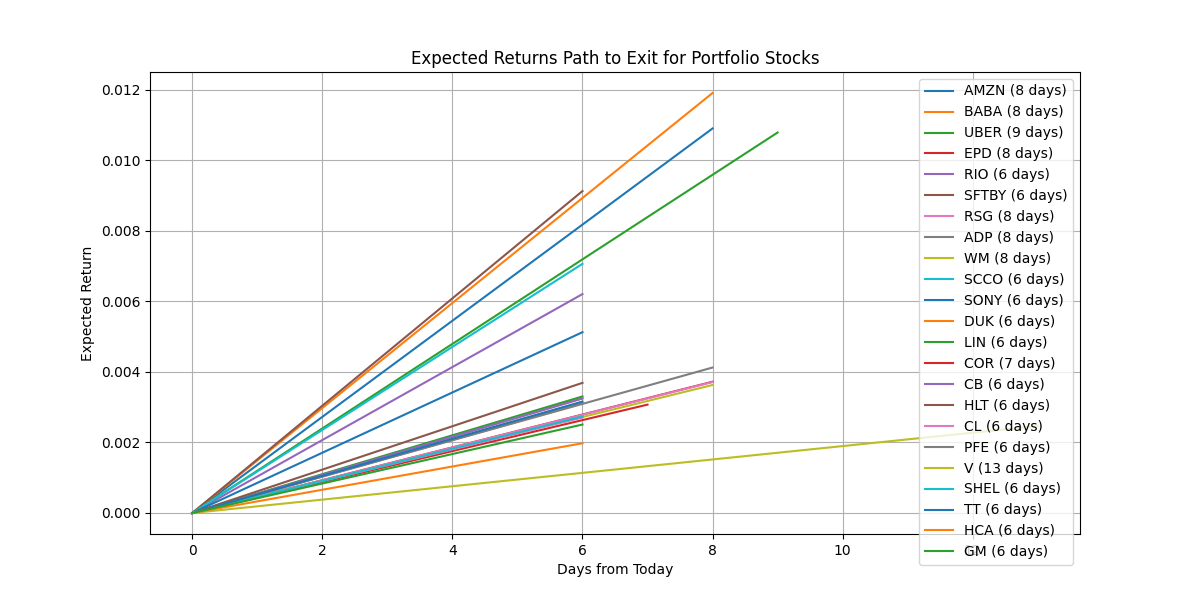 Expected Returns Path to Exit for Portfolio Stocks
Expected Return
0.012
0.010
0.008
0.006
0.004
0.002
0.000
0
2
4
6
8
10
Days from Today
AMZN (8 days)
BABA (8 days)
UBER (9 days)
EPD (8 days)
RIO (6 days)
SFTBY (6 days)
RSG (8 days)
ADP (8 days)
WM (8 days)
SCCO (6 days)
SONY (6 days)
DUK (6 days)
LIN (6 days)
COR (7 days)
CB (6 days)
HLT (6 days)
CL (6 days)
PFE (6 days)
V (13 days)
SHEL (6 days)
TT (6 days)
HCA (6 days)
GM (6 days)